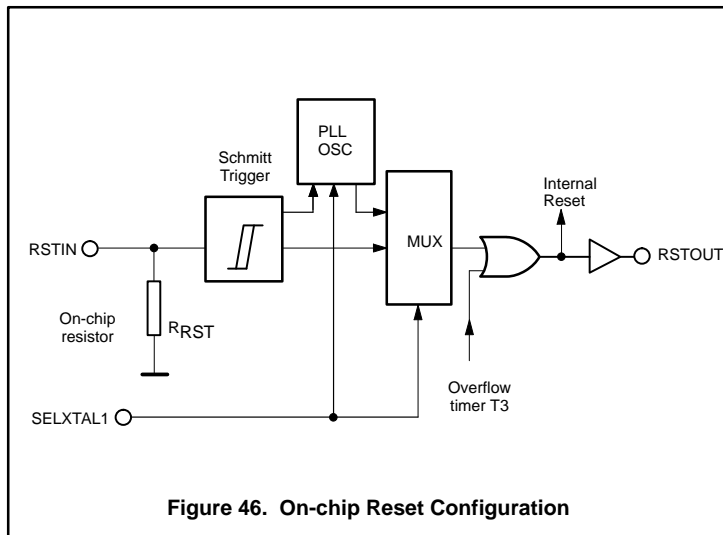 PLL
OSC
Schmitt
Trigger
Internal
Reset
MUX
RSTIN
RSTOUT
On-chip
resistor
RRST
Overflow
timer T3
SELXTAL1
Figure 46. On-chip Reset Configuration